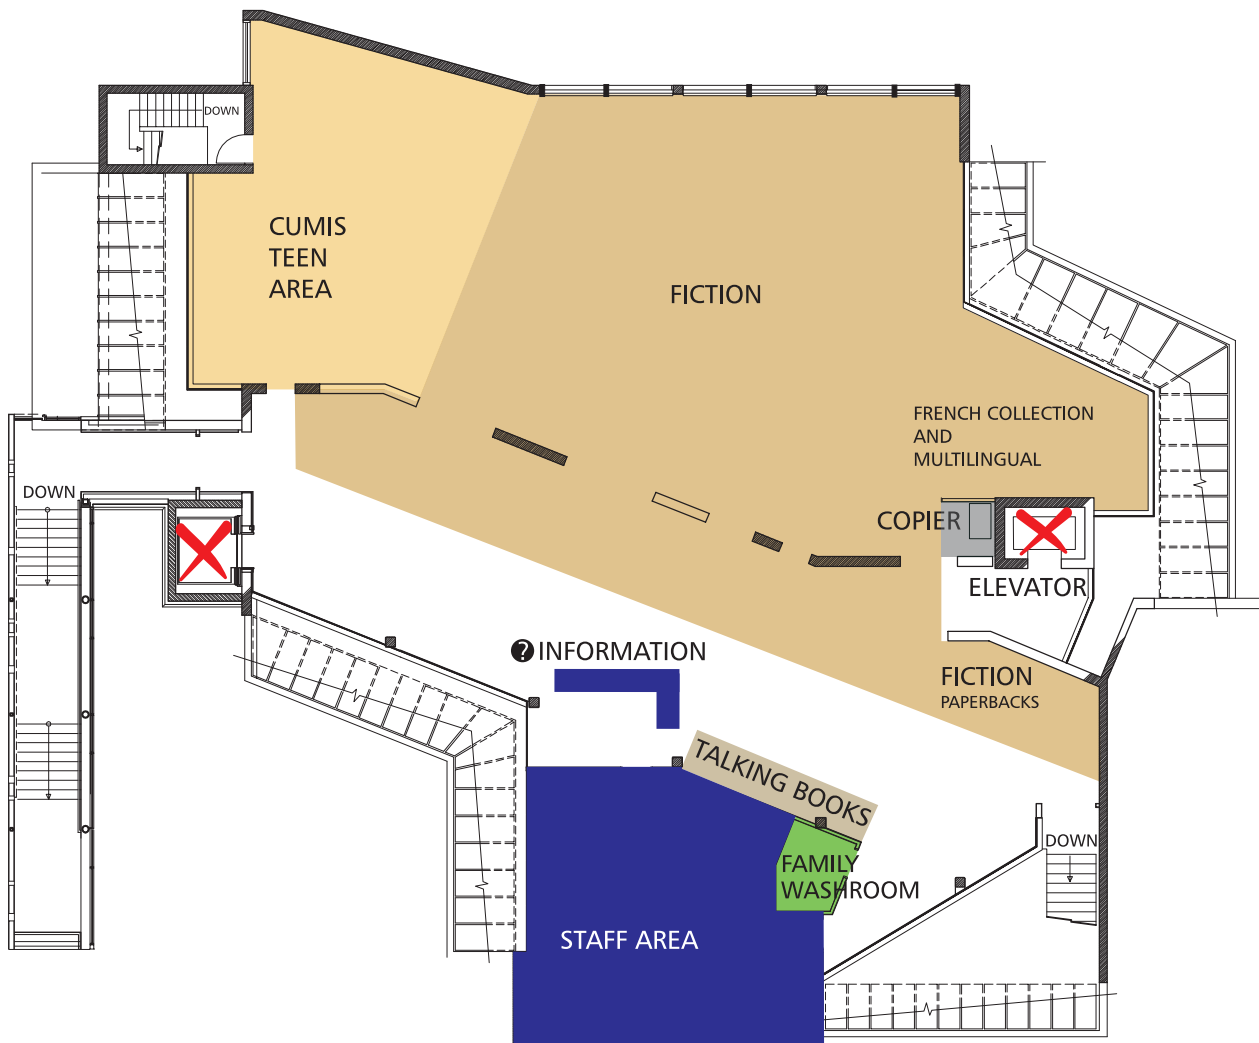 DOWN
CUMIS
TEEN
AREA
FICTION
FRENCH COLLECTION
AND
MULTILINGUAL
DOWN
COPIER
ELEVATOR
? INFORMATION
FICTION
PAPERBACKS
TALKING BOOKS
DOWN
FAMILY
WASHROOM
STAFF AREA